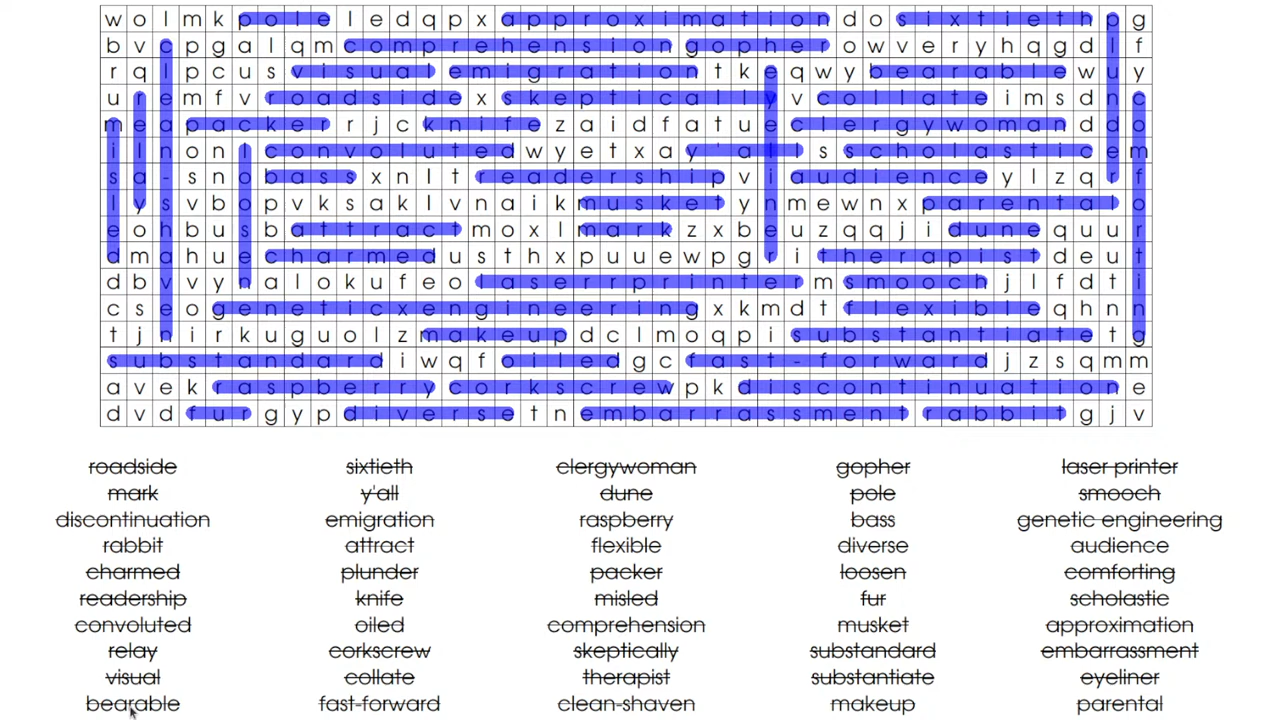 w o l m k p o l e l e d q p x a p p r o x i m a t i o n d o s i x t i e t h p g
b v c p g a l q m c o m p r e h e n s i o n g o p h e r o w v e r y h q g d l f
r q l p c u s v i s u a l e m i g r a t i o n t k e q w y b e a r a b l e w u y
u r e m f v r o a d s i d e x s k e p t i c a l l y v c o l l a t e i m s d n c
m e a p a c k e r r j c k n i f e z a i d f a t u e c l e r g y w o m a n d d o
i l n o n l c o n v o l u t e d w y e t x a y ' a l l s s c h o l a s t i c e m
s a - s n o b a s s x n l t r e a d e r s h i p v i a u d i e n c e y l z q r f
l y s v b o p v k s a k l v n a i k m u s k e t y n m e w n x p a r e n t a l o
e o h b u s b a t t r a c t m o x l m a r k z x b e u z q q j i d u n e q u u r
d m a h u e c h a r m e d u s t h x p u u e w p g r i t h e r a p i s t d e u t
d b v v y n a l o k u f e o l a s e r r p r i n t e r m s m o o c h j l f d t i
c s e o g e n e t i c x e n g i n e e r i n g x k m d t f l e x i b l e q h n n
t j n i r k u g u o l z m a k e u p d c l m o q p i s u b s t a n t i a t e t g
s u b s t a n d a r d i w q f o i l e d g c f a s t - f o r w a r d j z s q m m
a v e k r a s p b e r r y c o r k s c r e w p k d i s c o n t i n u a t i o n e
d v d f u r g y p d i v e r s e t n e m b a r r a s s m e n t r a b b i t g j v
roadside sixtieth clergywoman gopher laser printer
mark y'all dune pole smooch
discontinuation emigration raspberry bass genetic engineering
rabbit attract flexible diverse audience
charmed plunder packer loosen comforting
readership knife misled fur scholastic
convoluted oiled comprehension musket approximation
relay corkscrew skeptically substandard embarrassment
visual collate therapist substantiate eyeliner
bearable fast-forward clean-shaven makeup parental